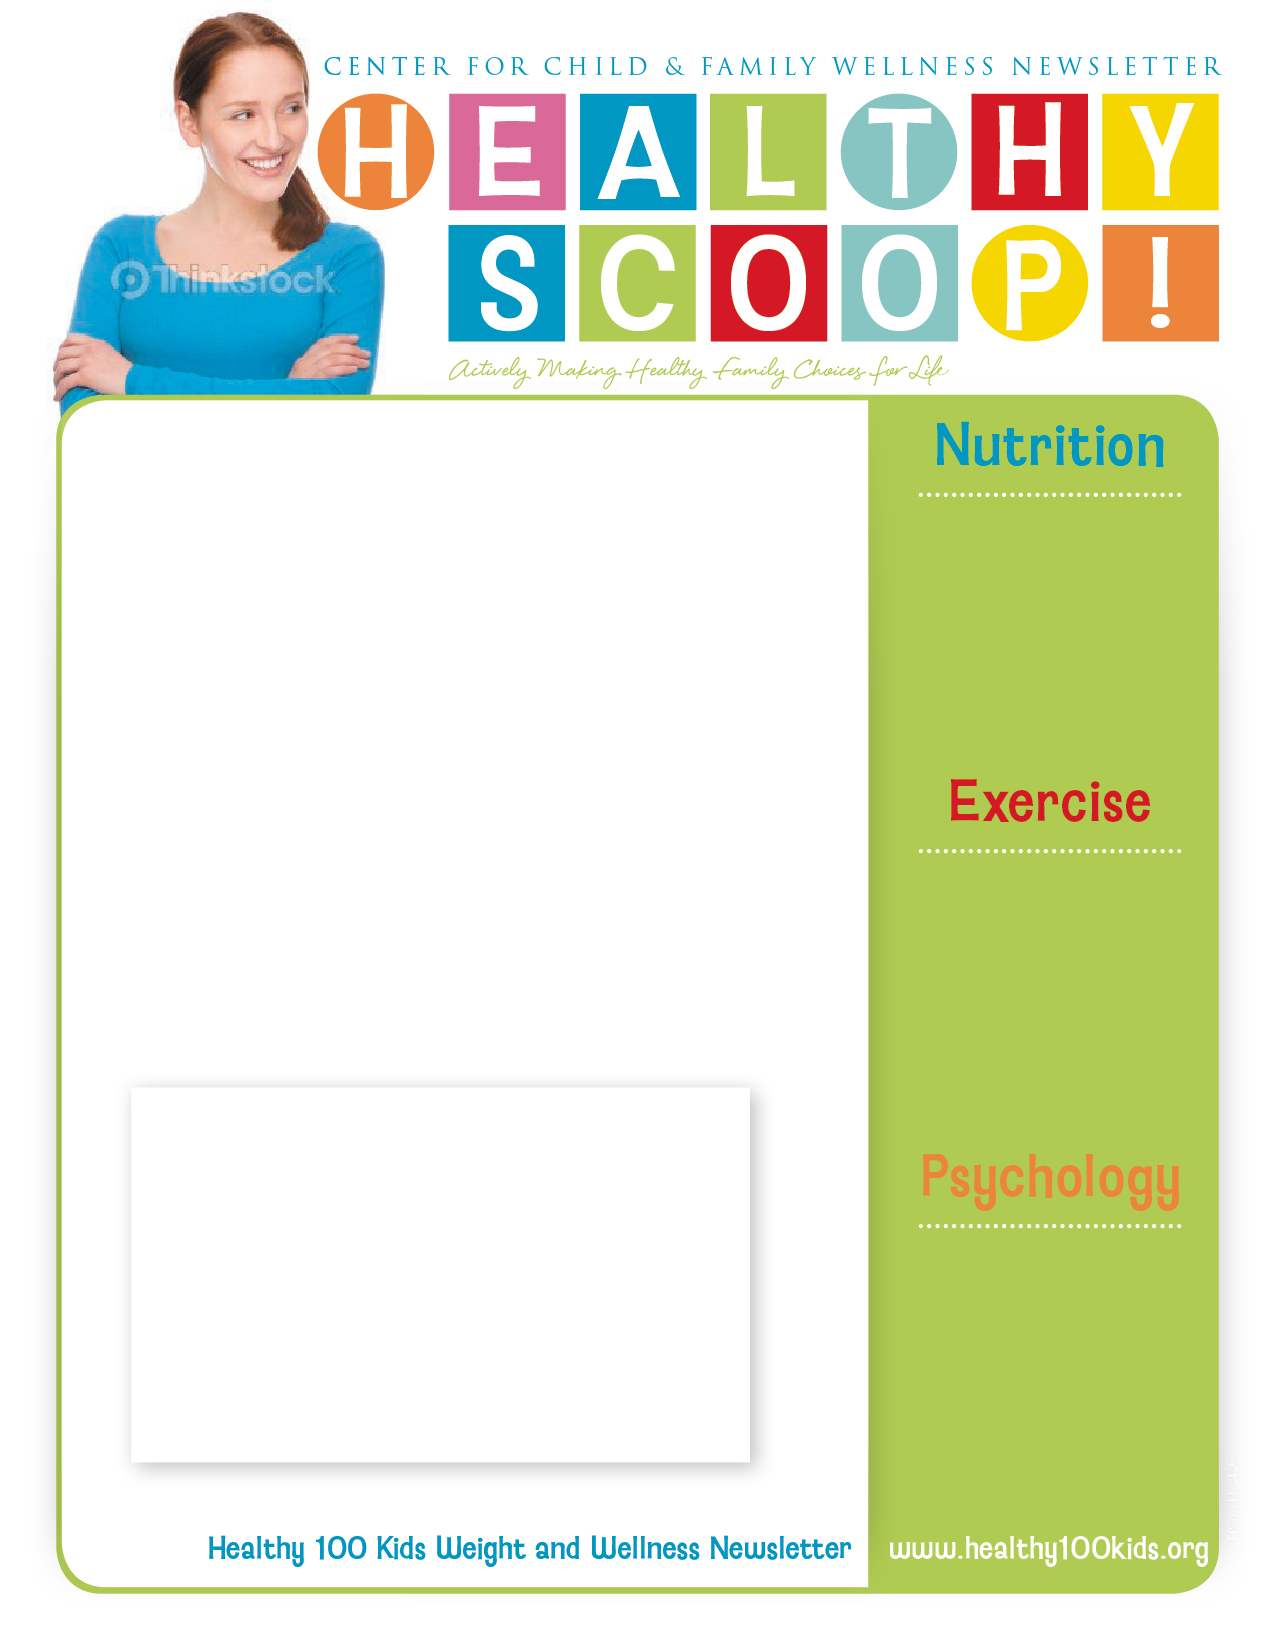 CENTER FOR CHILD & FAMILY WELLNESS NEWSLETTER
HEALTHY
SCOOP!
Thinkstock
Actively Making Healthy Family Choices for Life
Nutrition
Exercise
Psychology
Healthy 100 Kids Weight and Wellness Newsletter
www.healthy100kids.org